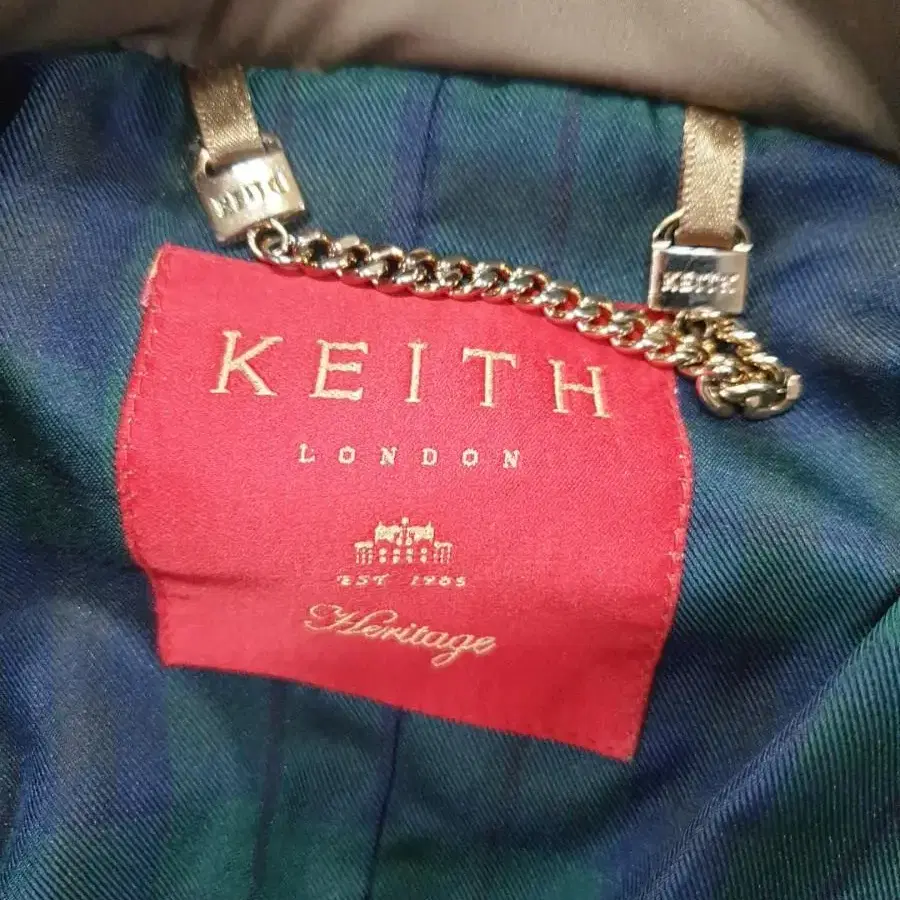 KEITH
KEITH
LONDON
EST 1965
Heritage